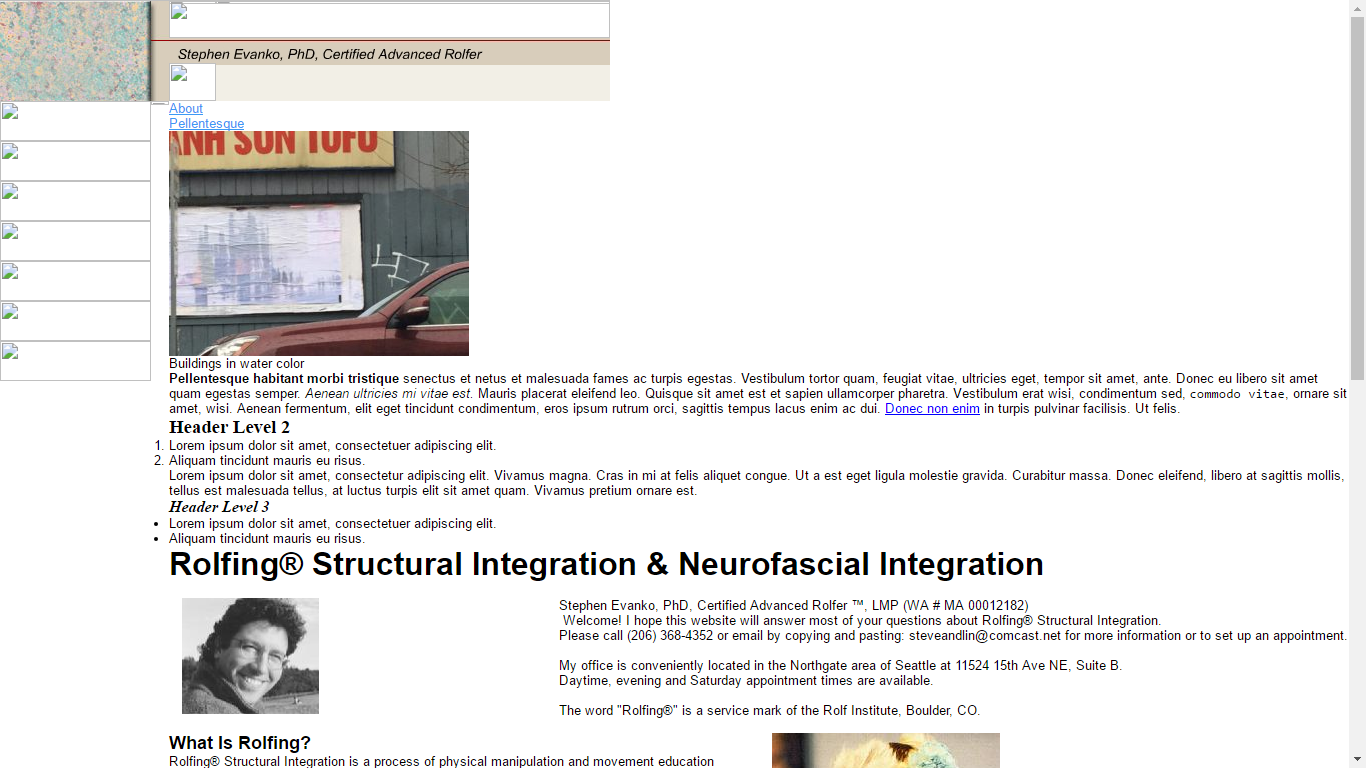 Stephen Evanko, PhD, Certified Advanced Rolfer
About
Pellentesque
ANH SON TOFU
Buildings in water color
Pellentesque habitant morbi tristique senectus et netus et malesuada fames ac turpis egestas. Vestibulum tortor quam, feugiat vitae, ultricies eget, tempor sit amet, ante. Donec eu libero sit amet
quam egestas semper. Aenean ultricies mi vitae est. Mauris placerat eleifend leo. Quisque sit amet est et sapien ullamcorper pharetra. Vestibulum erat wisi, condimentum sed, commodo vitae, ornare sit
amet, wisi. Aenean fermentum, elit eget tincidunt condimentum, eros ipsum rutrum orci, sagittis tempus lacus enim ac dui. Donec non enim in turpis pulvinar facilisis. Ut felis.
Header Level 2
1. Lorem ipsum dolor sit amet, consectetuer adipiscing elit.
2. Aliquam tincidunt mauris eu risus.
Lorem ipsum dolor sit amet, consectetur adipiscing elit. Vivamus magna. Cras in mi at felis aliquet congue. Ut a est eget ligula molestie gravida. Curabitur massa. Donec eleifend, libero at sagittis mollis,
tellus est malesuada tellus, at luctus turpis elit sit amet quam. Vivamus pretium ornare est.
Header Level 3
• Lorem ipsum dolor sit amet, consectetuer adipiscing elit.
• Aliquam tincidunt mauris eu risus.
Rolfing® Structural Integration & Neurofascial Integration
Stephen Evanko, PhD, Certified Advanced Rolfer ™, LMP (WA # MA 00012182)
Welcome! I hope this website will answer most of your questions about Rolfing® Structural Integration.
Please call (206) 368-4352 or email by copying and pasting: steveandlin@comcast.net for more information or to set up an appointment.
My office is conveniently located in the Northgate area of Seattle at 11524 15th Ave NE, Suite B.
Daytime, evening and Saturday appointment times are available.
The word "Rolfing®" is a service mark of the Rolf Institute, Boulder, CO.
What Is Rolfing?
Rolfing® Structural Integration is a process of physical manipulation and movement education